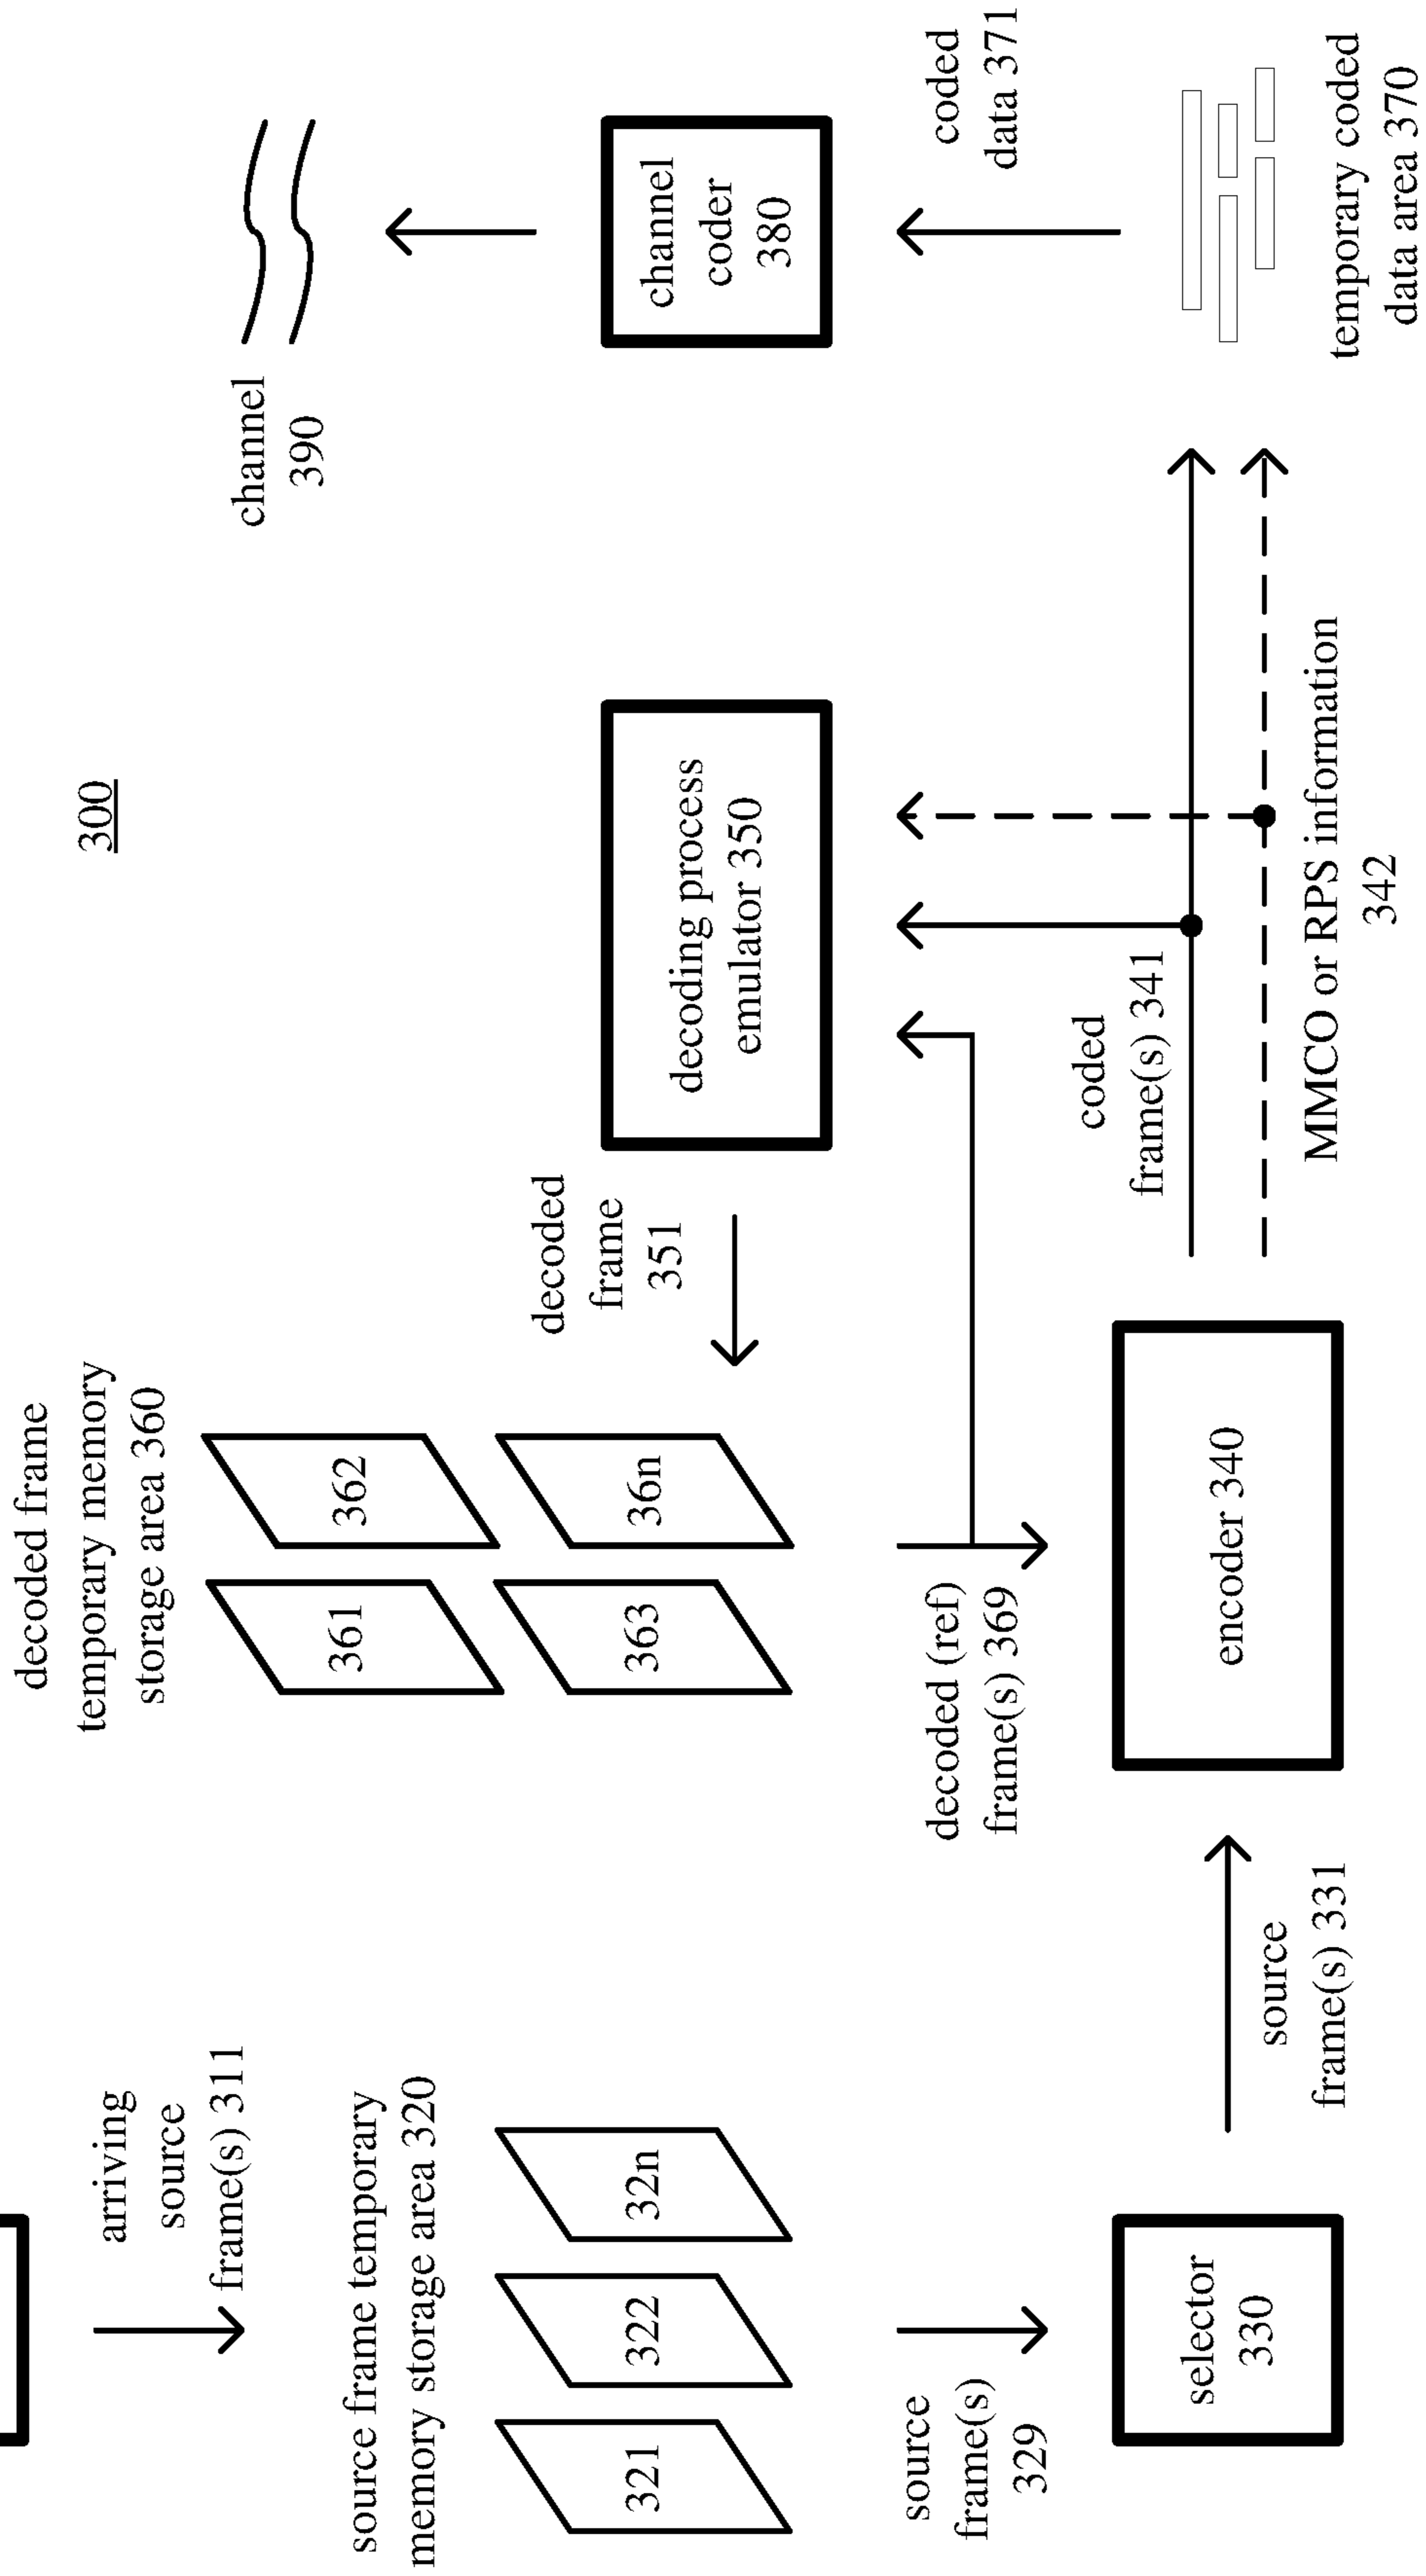 300
arriving
source
frame(s) 311
source frame temporary
memory storage area 320
321
322
32n
source
frame(s)
329
selector
330
source
frame(s) 331
decoded frame
temporary memory
storage area 360
361
362
363
36n
decoded (ref)
frame(s) 369
encoder 340
decoded
frame
351
decoding process
emulator 350
coded
frame(s) 341
MMCO or RPS information
342
channel
390
channel
coder
380
coded
data 371
temporary coded
data area 370